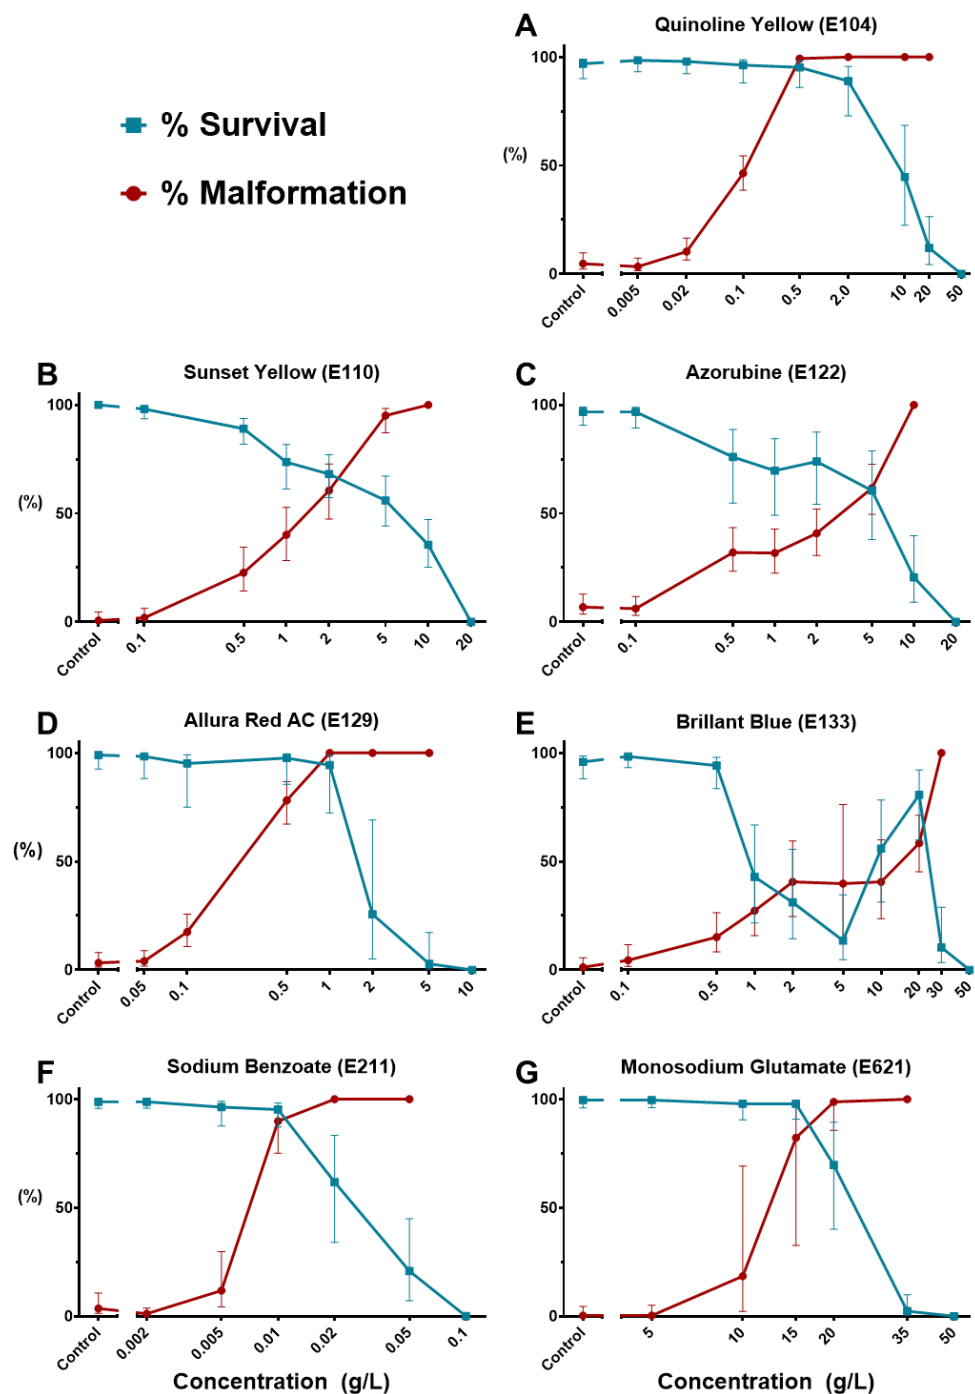 A
Quinoline Yellow (E104)
% Survival
% Malformation
100
(%)
50
0
Control 0.005 0.02 0.1 0.5 2.0 10 20 50
B
Sunset Yellow (E110)
100
(%)
50
0
Control 0.1 0.5 1 2 5 10 20
C
Azorubine (E122)
100
50
0
Control 0.1 0.5 1 2 5 10 20
D
Allura Red AC (E129)
100
(%)
50
0
Control 0.05 0.1 0.5 1 2 5 10
E
Brillant Blue (E133)
100
50
0
Control 0.1 0.5 1 2 5 10 20 30 50
F
Sodium Benzoate (E211)
100
(%)
50
0
Control 0.002 0.005 0.01 0.02 0.05 0.1
Concentration (g/L)
G
Monosodium Glutamate (E621)
100
50
0
Control 5 10 15 20 35 50
Concentration (g/L)